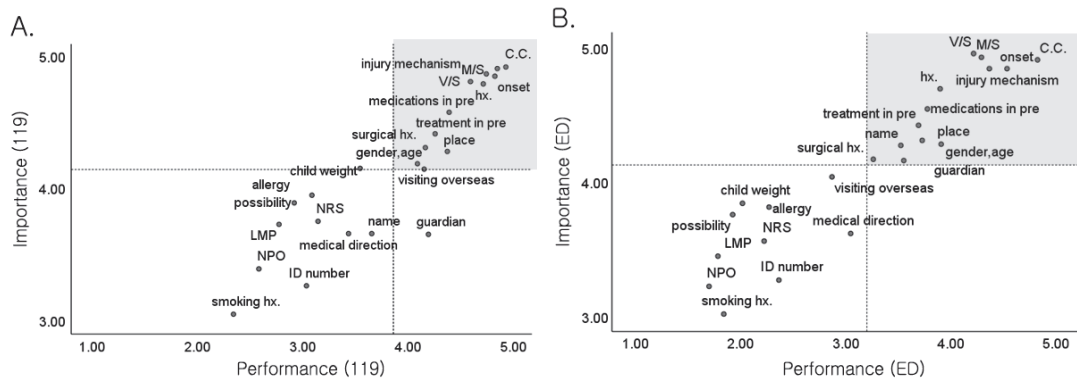 A.
Importance (119)
5.00
4.00
3.00
C.C.
M/S
injury mechanism
V/S
onset
hx.
medications in pre
treatment in pre
surgical hx.
place
gender,age
child weight
visiting overseas
allergy
possibility
NRS
name
guardian
LMP
medical direction
NPO
ID number
smoking hx.
1.00 2.00 3.00 4.00 5.00
Performance (119)
B.
Importance (ED)
5.00
4.00
3.00
V/S
M/S
C.C.
onset
hx.
injury mechanism
medications in pre
treatment in pre
name
place
surgical hx.
gender,age
guardian
child weight
visiting overseas
allergy
possibility
medical direction
NRS
LMP
NPO
ID number
smoking hx.
1.00 2.00 3.00 4.00 5.00
Performance (ED)